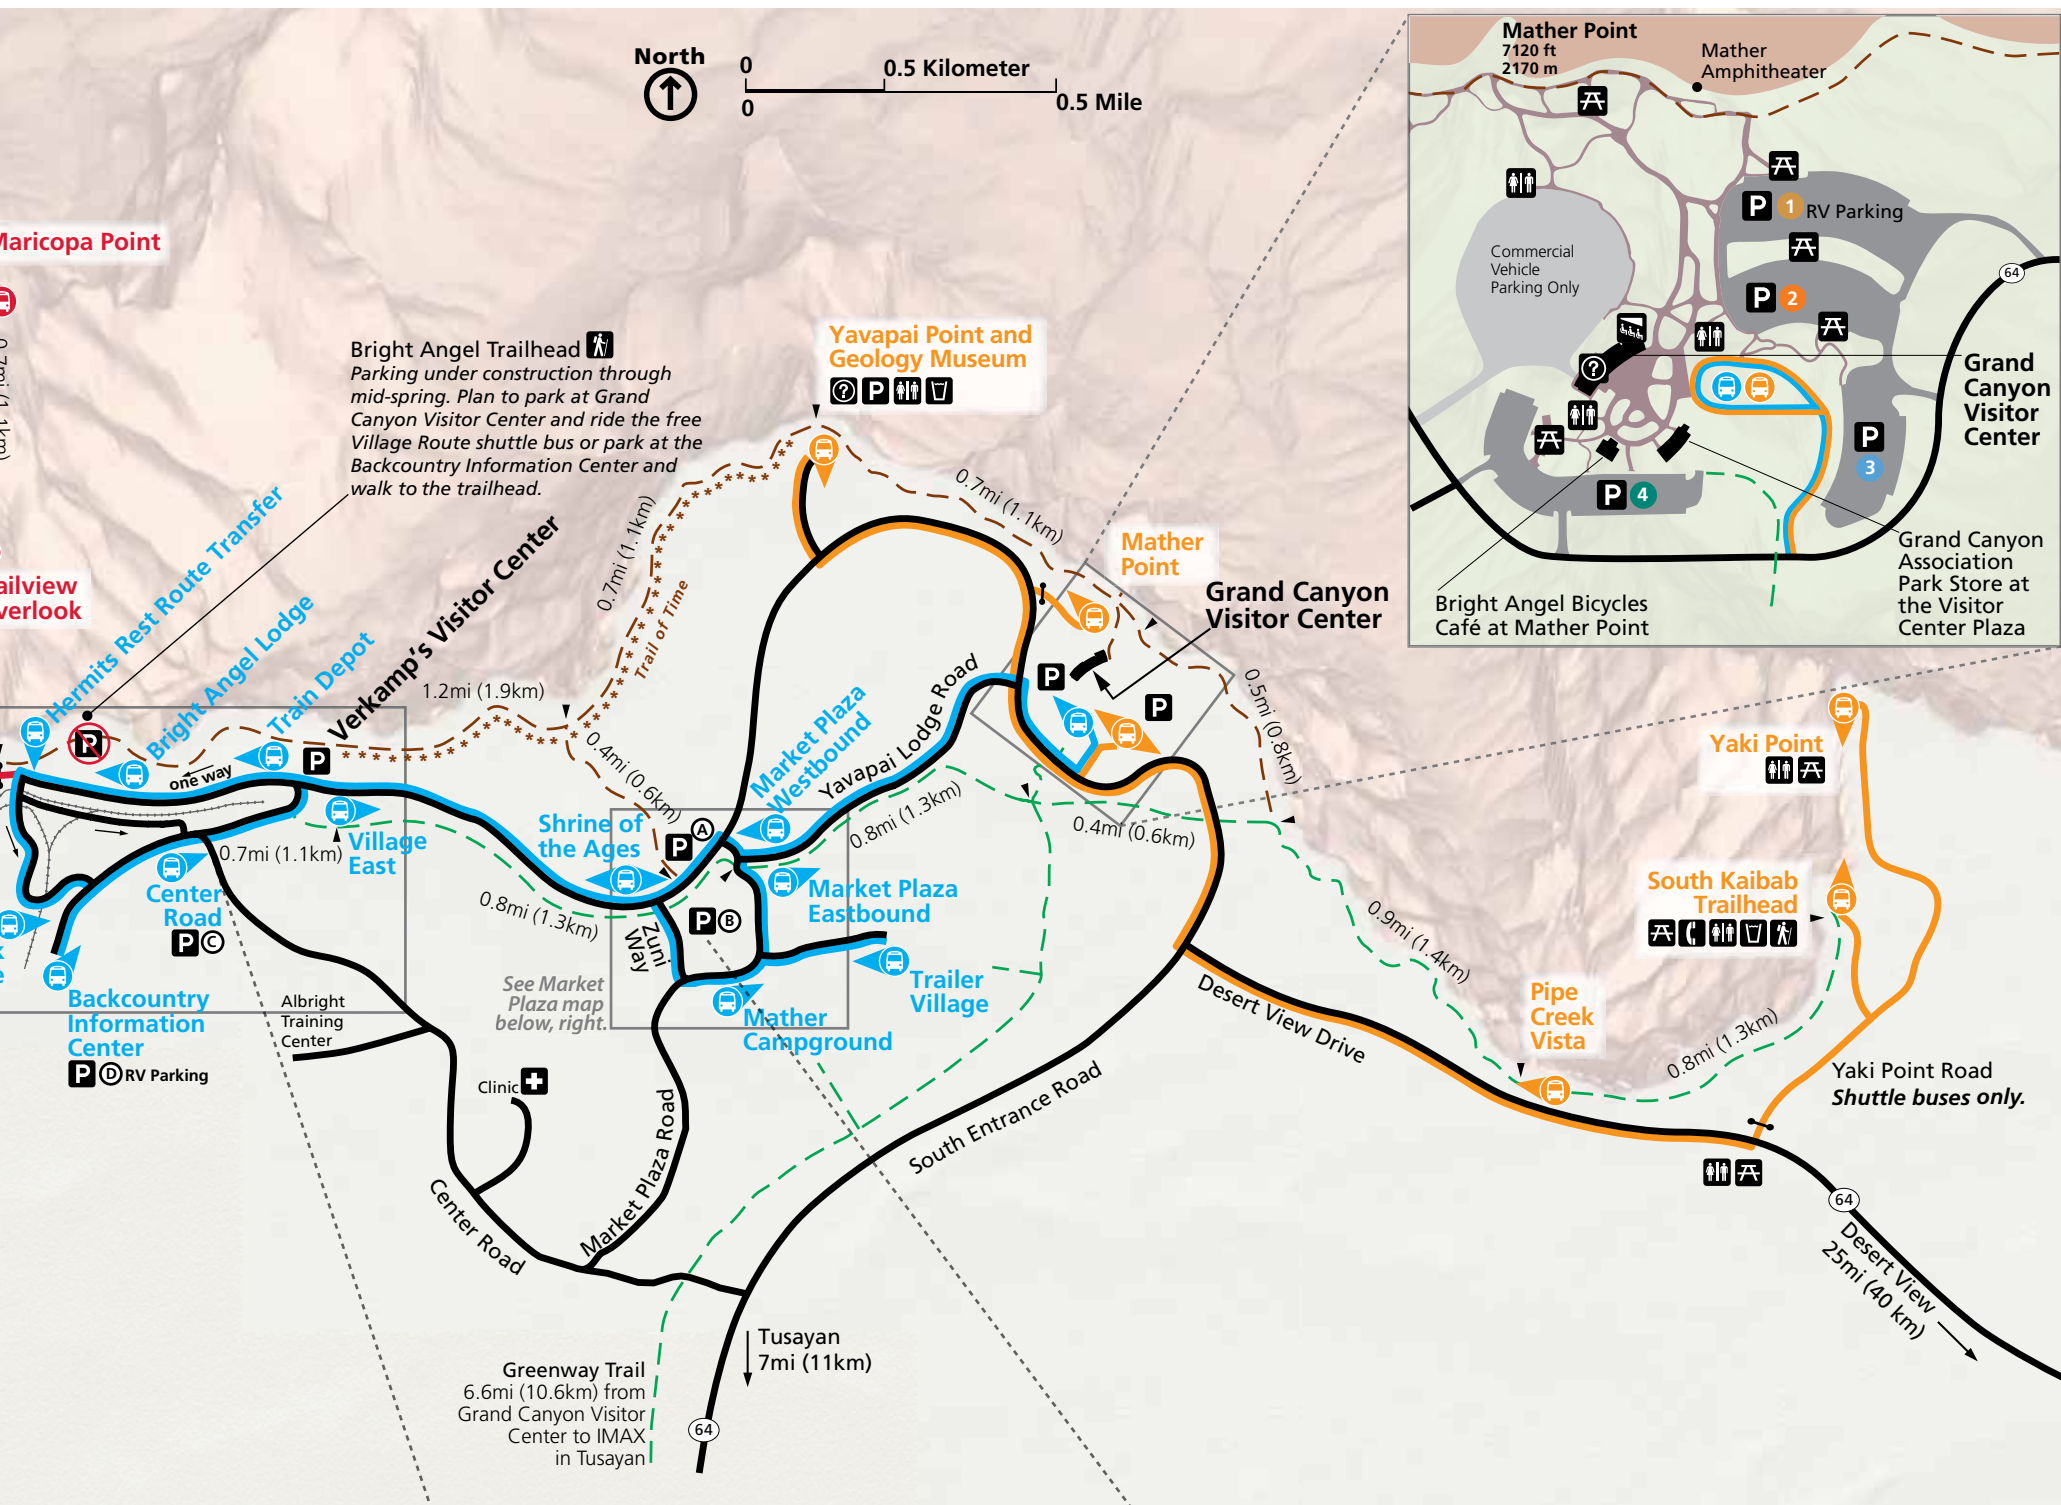 North
0
0.5 Kilometer
0
0.5 Mile
Maricopa Point
0.7mi (1.1km)
Bright Angel Trailhead
Parking under construction through
mid-spring. Plan to park at Grand
Canyon Visitor Center and ride the free
Village Route shuttle bus or park at the
Backcountry Information Center and
walk to the trailhead.
Yavapai Point and
Geology Museum
? P
0.7mi (1.1km)
0.7mi (1.1km)
Trail of Time
Mather
Point
Grand Canyon
Visitor Center
P
P
ailview
verlook
Hermits Rest Route Transfer
Bright Angel Lodge
Train Depot
Verkamp's Visitor Center
1.2mi (1.9km)
P
P
one way
0.4mi (0.6km)
Market Plaza
Westbound
Yavapai Lodge Road
0.5mi (0.8km)
Shrine of
the Ages
P A
0.8mi (1.3km)
0.4mi (0.6km)
Village
East
0.7mi (1.1km)
Center
Road
P C
0.8mi (1.3km)
Zuni
Way
P B
Market Plaza
Eastbound
Trailer
Village
See Market
Plaza map
below, right.
Mather
Campground
Backcountry
Information
Center
P D RV Parking
Albright
Training
Center
Clinic
Center Road
Market Plaza Road
South Entrance Road
Desert View Drive
0.9mi (1.4km)
Pipe
Creek
Vista
0.8mi (1.3km)
Yaki Point
South Kaibab
Trailhead
Yaki Point Road
Shuttle buses only.
64
Desert View
25mi (40 km)
Tusayan
7mi (11km)
64
Greenway Trail
6.6mi (10.6km) from
Grand Canyon Visitor
Center to IMAX
in Tusayan
Mather Point
7120 ft
2170 m
Mather
Amphitheater
P 1 RV Parking
Commercial
Vehicle
Parking Only
P 2
64
?
Grand
Canyon
Visitor
Center
P
3
P 4
Bright Angel Bicycles
Café at Mather Point
Grand Canyon
Association
Park Store at
the Visitor
Center Plaza